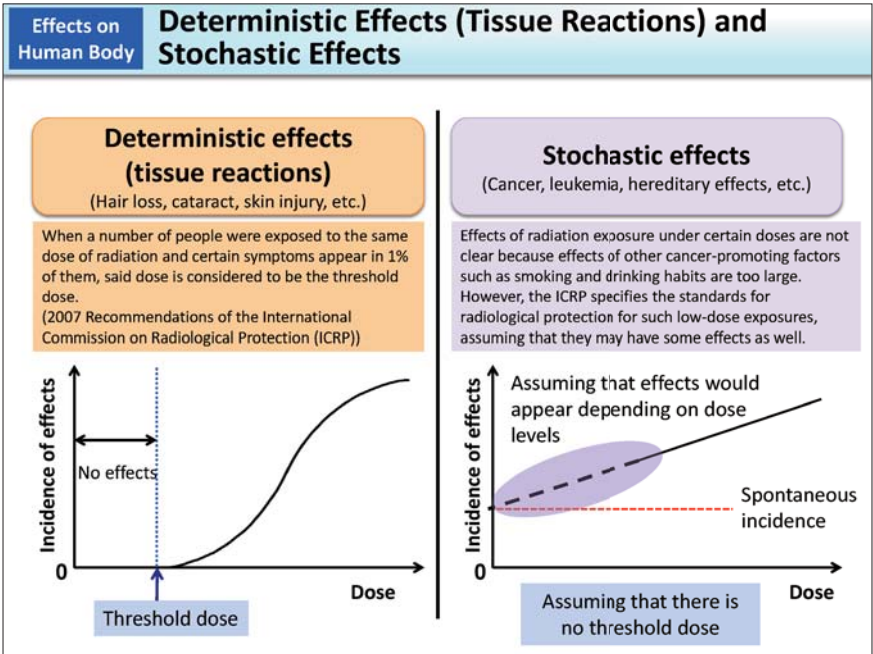 Effects on
Human Body
Deterministic Effects (Tissue Reactions) and
Stochastic Effects
Deterministic effects
(tissue reactions)
(Hair loss, cataract, skin injury, etc.)
When a number of people were exposed to the same
dose of radiation and certain symptoms appear in 1%
of them, said dose is considered to be the threshold
dose.
(2007 Recommendations of the International
Commission on Radiological Protection (ICRP))
Incidence of effects
No effects
0
Dose
Threshold dose
Stochastic effects
(Cancer, leukemia, hereditary effects, etc.)
Effects of radiation exposure under certain doses are not
clear because effects of other cancer-promoting factors
such as smoking and drinking habits are too large.
However, the ICRP specifies the standards for
radiological protection for such low-dose exposures,
assuming that they may have some effects as well.
Incidence of effects
Assuming that effects would
appear depending on dose
levels
Spontaneous
incidence
0
Dose
Assuming that there is
no threshold dose